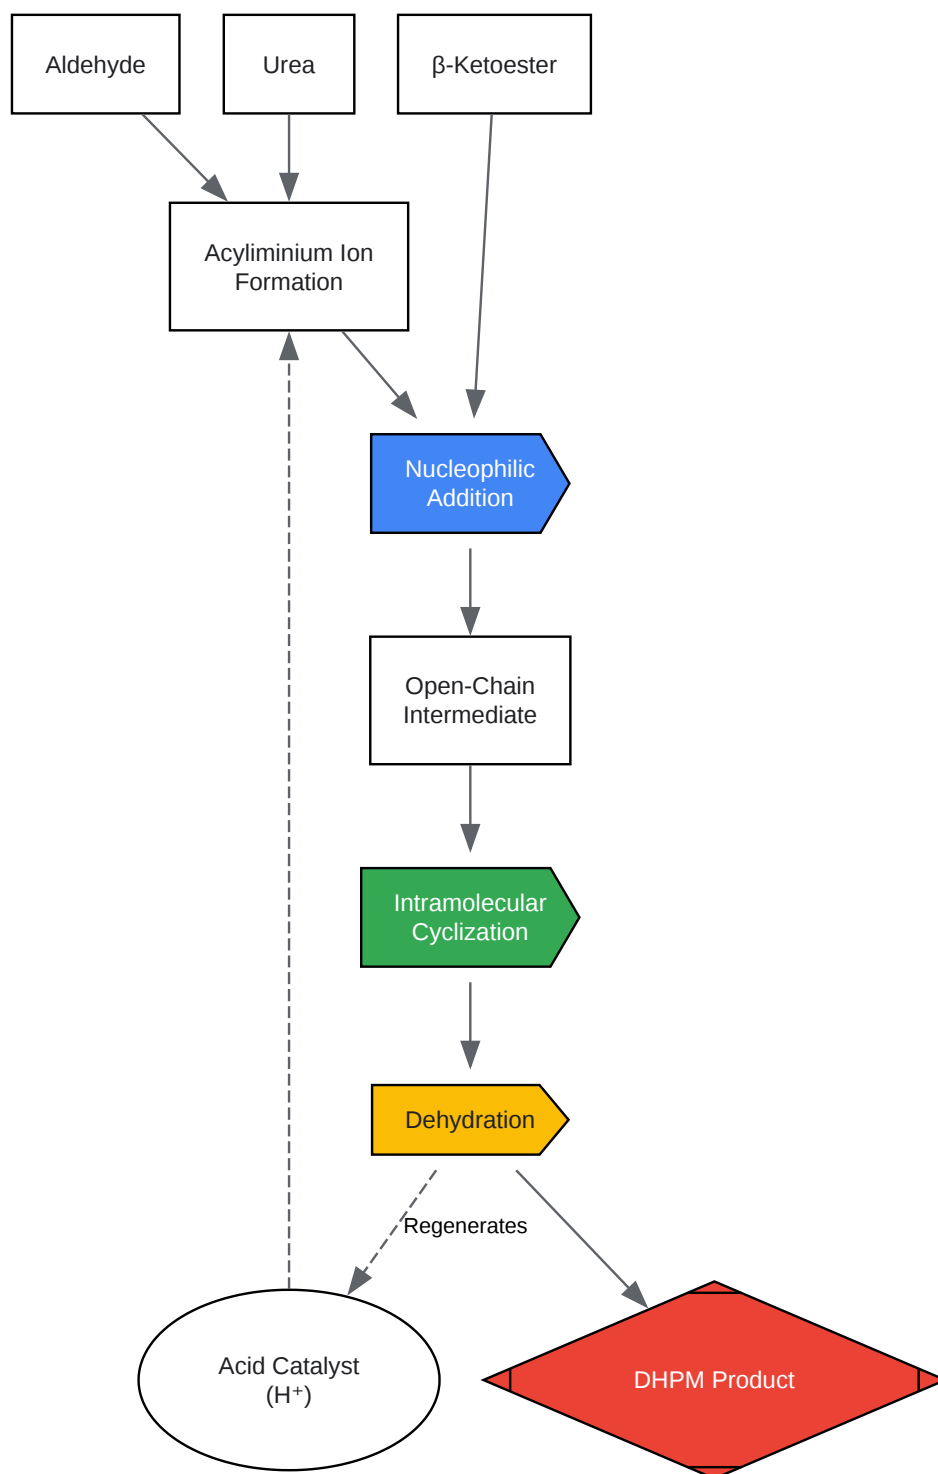 Aldehyde
Urea
β-Ketoester
Acyliminium Ion
Formation
Nucleophilic
Addition
Open-Chain
Intermediate
Intramolecular
Cyclization
Dehydration
Regenerates
Acid Catalyst
(H⁺)
DHPM Product